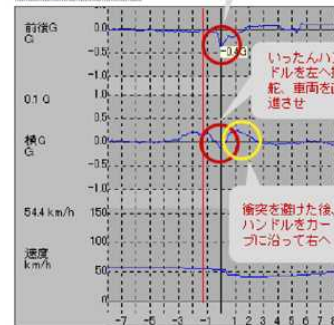 前後G
G
0.0
-0.5
-0.4G
-1.0
0.1 G
1.0
0.5
横G
G
0.0
-0.5
-1.0
54.4 km/h
150
100
速度
km/h
50
0
-7 -6 -5 -4 -3 -2 -1 1 2 3 4 5 6 7
いったんハン
ドルを左へ
舵、車両を
進させ
衝突を避けた後、
ハンドルをカー
ブに沿って右へ